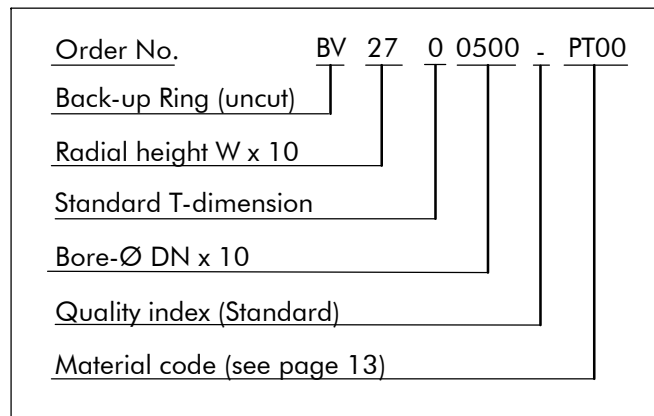 Order No. BV 27 0 0500 - PT00
Back-up Ring (uncut)
Radial height W x 10
Standard T-dimension
Bore-Ø DN x 10
Quality index (Standard)
Material code (see page 13)